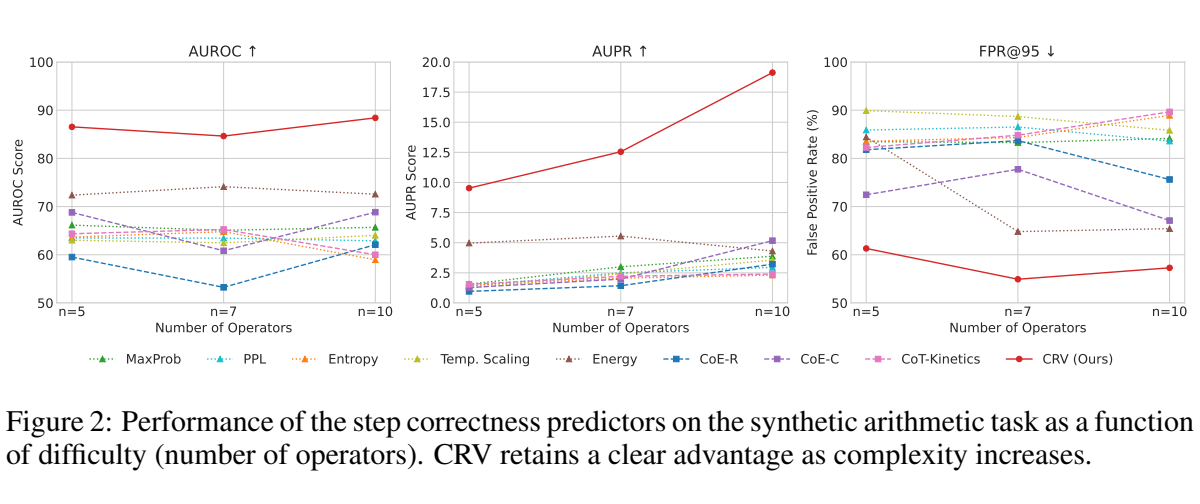 AUROC ↑
100
90
80
70
60
50
AUROC Score
n=5
n=7
n=10
Number of Operators
AUPR ↑
20.0
17.5
15.0
12.5
10.0
7.5
5.0
2.5
0.0
AUPR Score
n=5
n=7
n=10
Number of Operators
FPR@95 ↓
100
90
80
70
60
50
False Positive Rate (%)
n=5
n=7
n=10
Number of Operators
MaxProb PPL Entropy Temp. Scaling Energy CoE-R CoE-C CoT-Kinetics CRV (Ours)
Figure 2: Performance of the step correctness predictors on the synthetic arithmetic task as a function
of difficulty (number of operators). CRV retains a clear advantage as complexity increases.